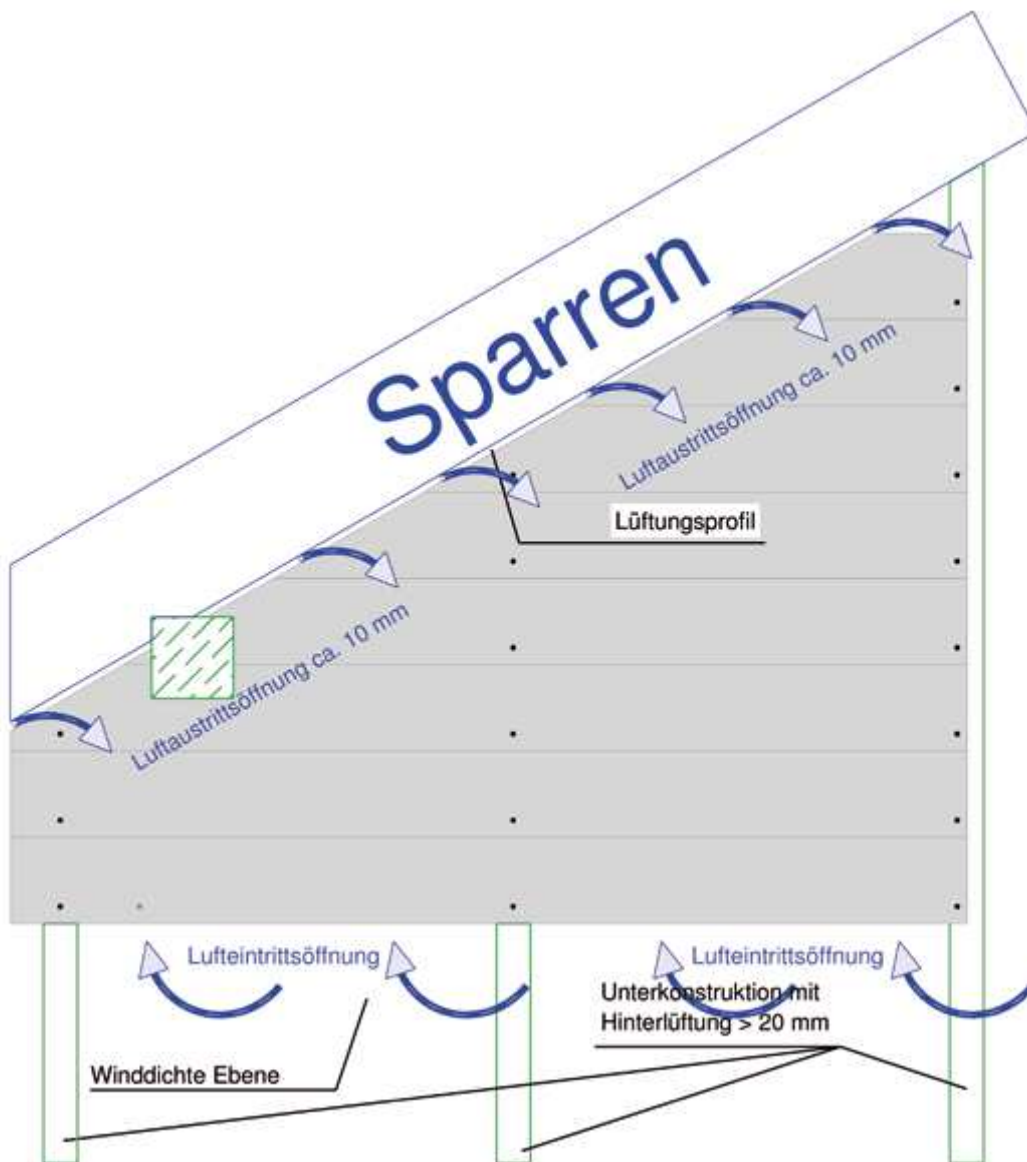 Sparren
Luftaustrittsöffnung ca. 10 mm
Lüftungsprofil
Luftaustrittsöffnung ca. 10 mm
Lufteintrittsöffnung
Lufteintrittsöffnung
Unterkonstruktion mit
Hinterlüftung > 20 mm
Winddichte Ebene